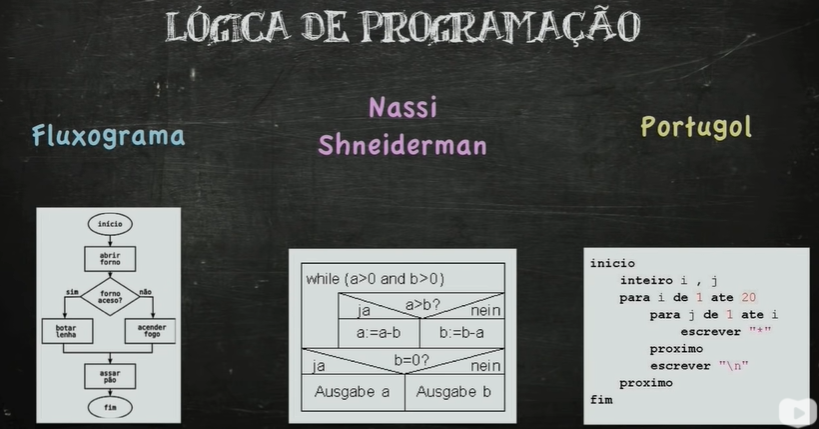 LÓGICA DE PROGRAMAÇÃO
Fluxograma
Nassi
Shneiderman
Portugol
início
abrir
forno
forno
aceso?
sim
não
botar
lenha
acender
fogo
assar
pão
fim
while (a>0 and b>0)
a>b?
ja
nein
a:=a-b
b:=b-a
b=0?
ja
nein
Ausgabe a
Ausgabe b
inicio
inteiro i , j
para i de 1 ate 20
para j de 1 ate i
escrever "*"
proximo
escrever "\n"
proximo
fim